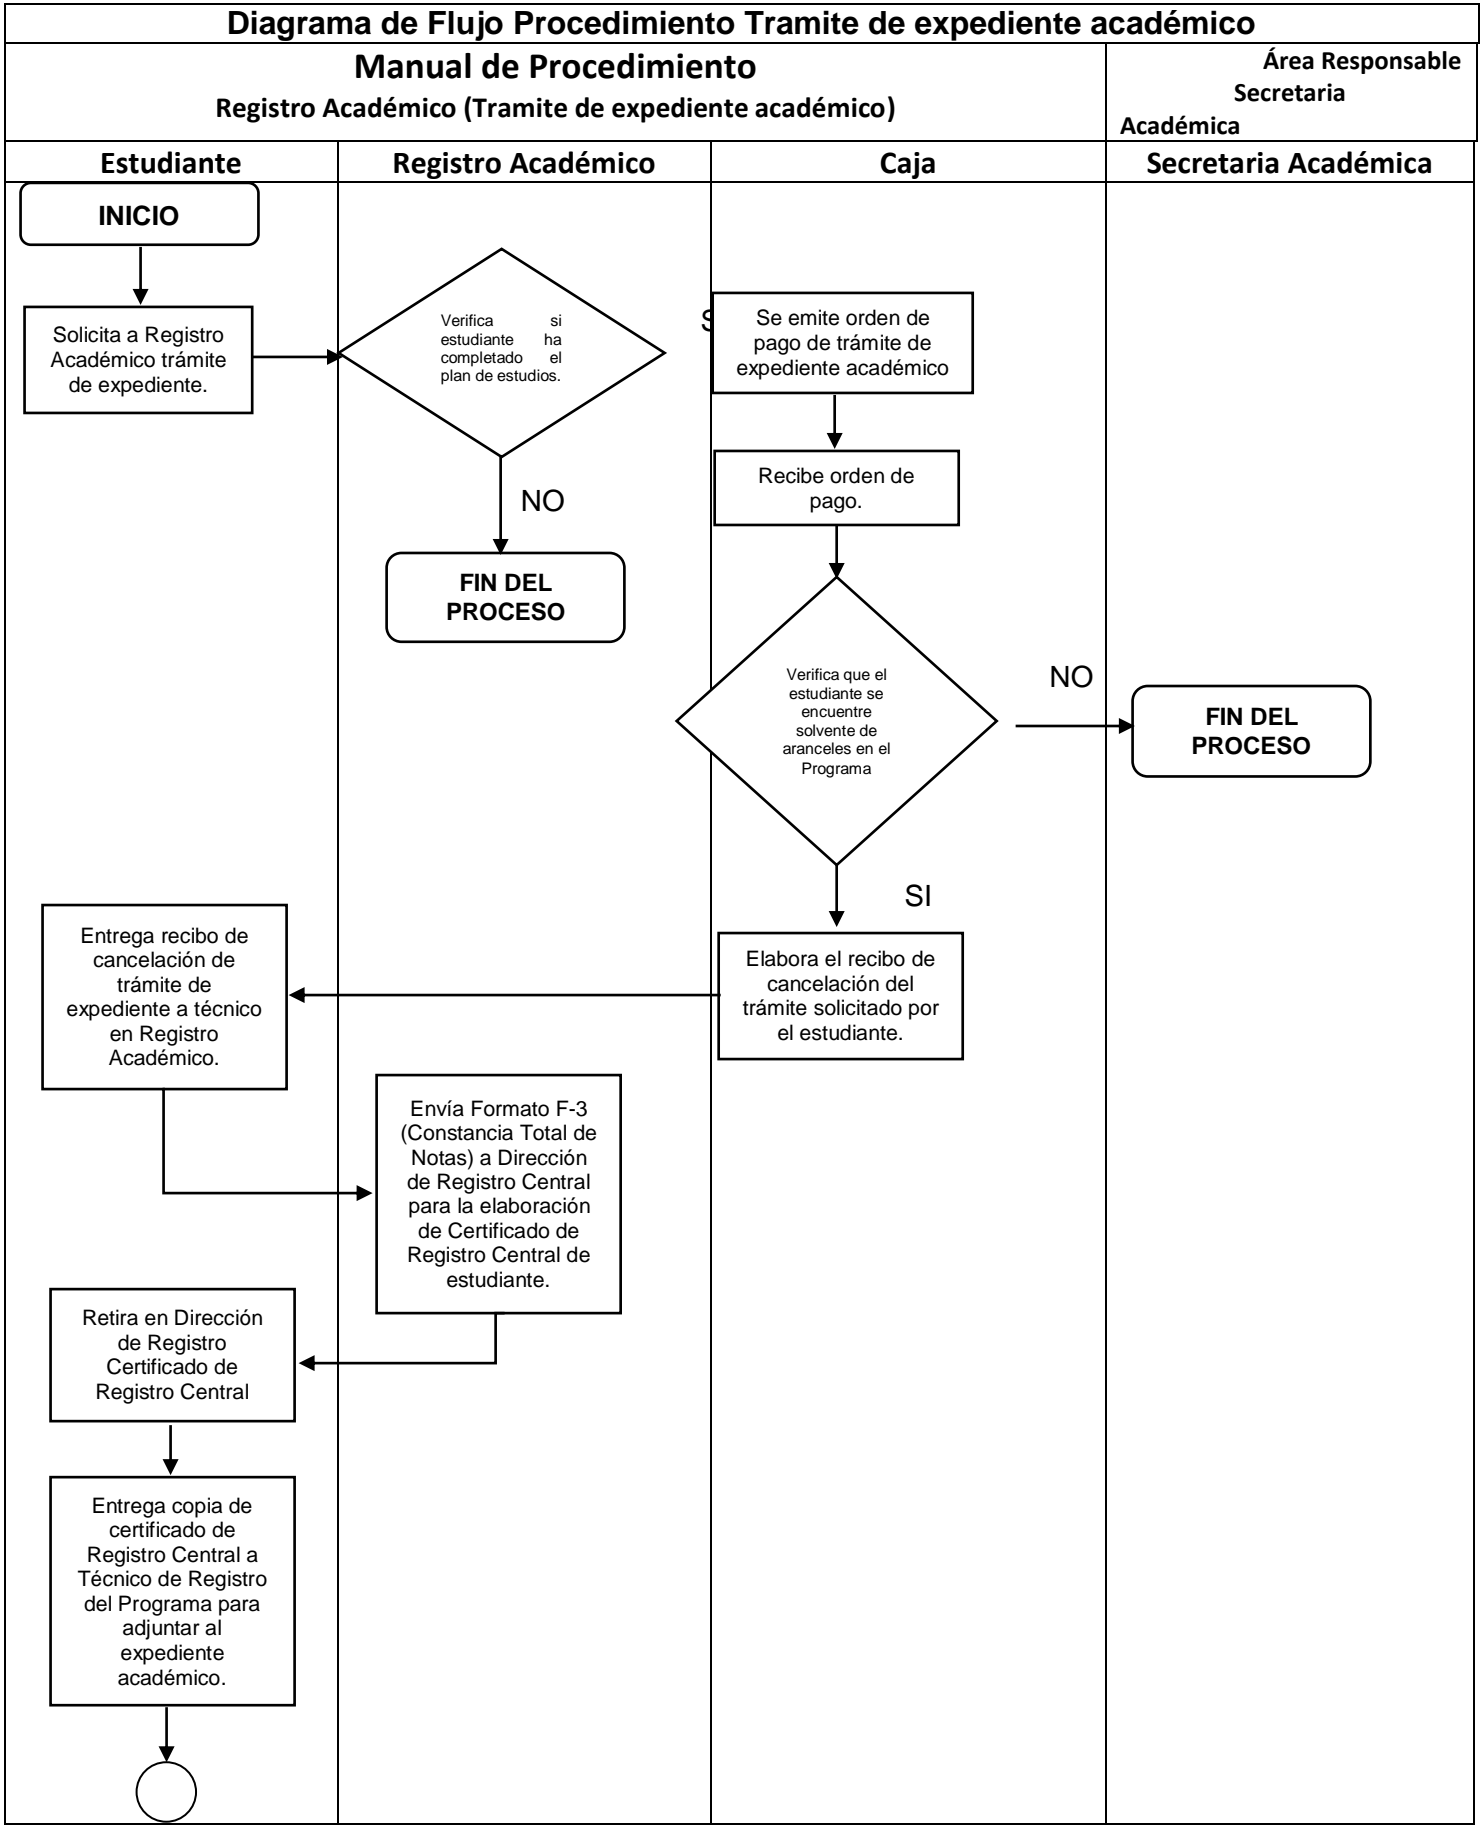 Diagrama de Flujo Procedimiento Tramite de expediente académico
Manual de Procedimiento
Registro Académico (Tramite de expediente académico)
Área Responsable
Secretaria
Académica
Estudiante
Registro Académico
Caja
Secretaria Académica
INICIO
Solicita a Registro
Académico trámite
de expediente.
Verifica si
estudiante ha
completado el
plan de estudios.
Se emite orden de
pago de trámite de
expediente académico
Recibe orden de
pago.
NO
FIN DEL
PROCESO
Verifica que el
estudiante se
encuentre
solvente de
aranceles en el
Programa
NO
FIN DEL
PROCESO
SI
Elabora el recibo de
cancelación del
trámite solicitado por
el estudiante.
Entrega recibo de
cancelación de
trámite de
expediente a técnico
en Registro
Académico.
Envía Formato F-3
(Constancia Total de
Notas) a Dirección
de Registro Central
para la elaboración
de Certificado de
Registro Central de
estudiante.
Retira en Dirección
de Registro
Certificado de
Registro Central
Entrega copia de
certificado de
Registro Central a
Técnico de Registro
del Programa para
adjuntar al
expediente
académico.